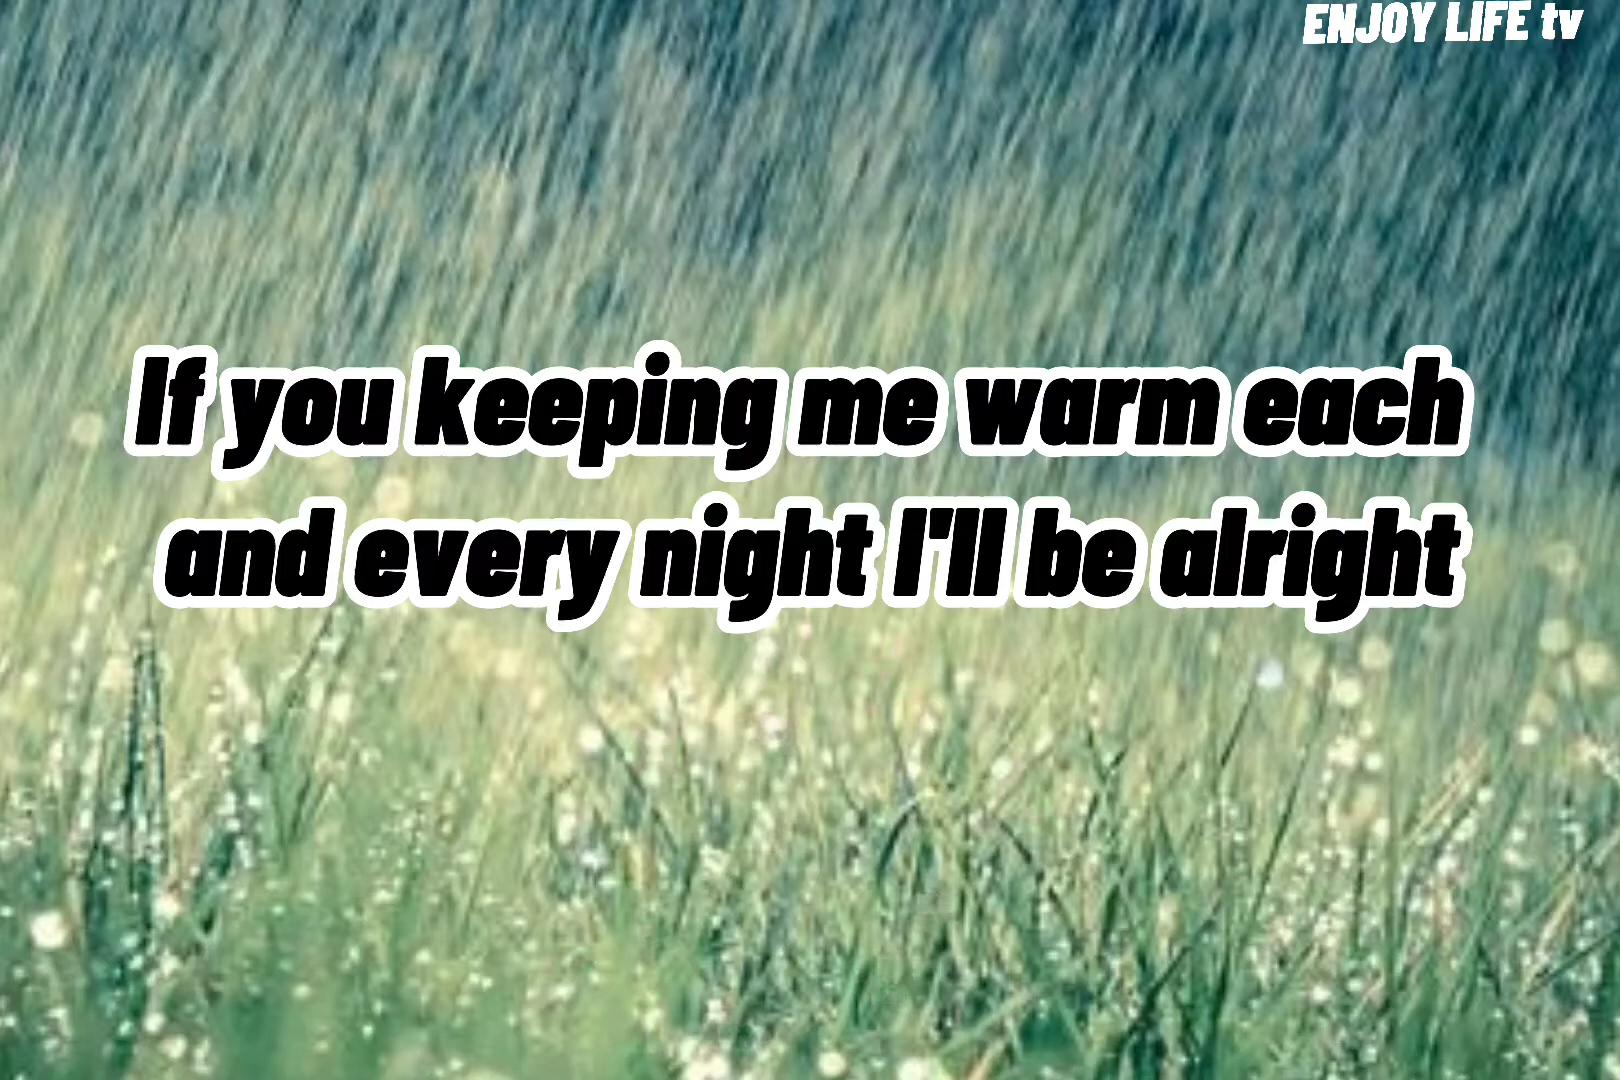 ENJOY LIFE tv
If you keeping me warm each
and every night I'll be alright